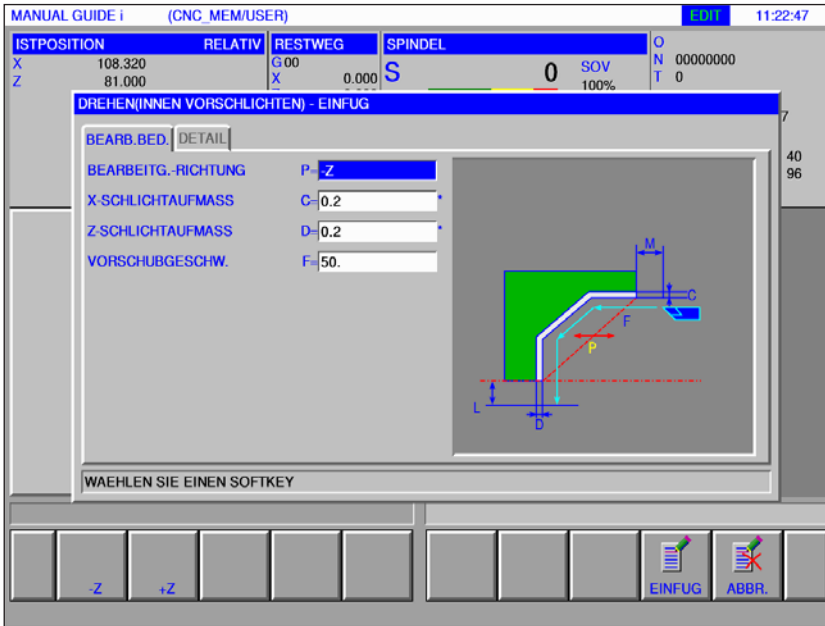 MANUAL GUIDE i (CNC_MEM/USER) EDIT 11:22:47
ISTPOSITION RELATIV RESTWEG SPINDEL O
X 108.320 G 00 N 00000000
Z 81.000 X 0.000 S 0 SOV T 0
100%
DREHEN(INNEN VORSCHLICHTEN) - EINFUG
7
BEARB.BED. DETAIL
40
96
BEARBEITG.-RICHTUNG P= -Z
X-SCHLICHTAUFMASS C= 0.2 *
Z-SCHLICHTAUFMASS D= 0.2 *
VORSCHUBGESCHW. F= 50.
M
C
F
P
L
D
WAEHLEN SIE EINEN SOFTKEY
-Z +Z EINFUG ABBR.